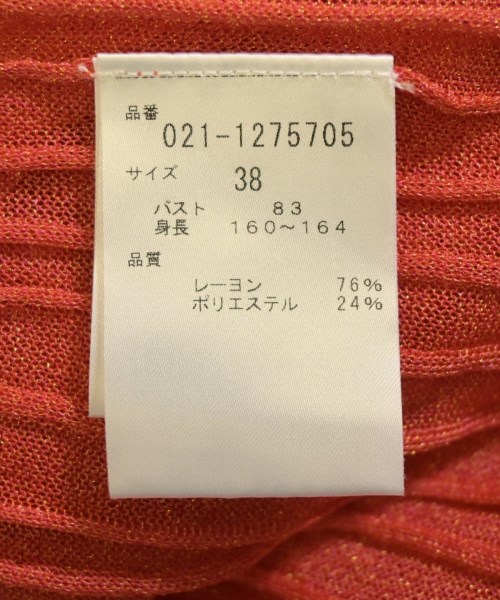 品番
021-1275705
サイズ 38
バスト 83
身長 160～164
品質
レーヨン 76%
ポリエステル 24%